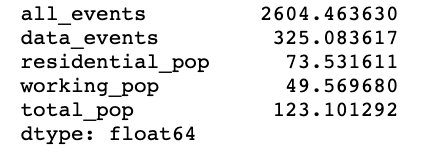 all_events 2604.463630
data_events 325.083617
residential_pop 73.531611
working_pop 49.569680
total_pop 123.101292
dtype: float64